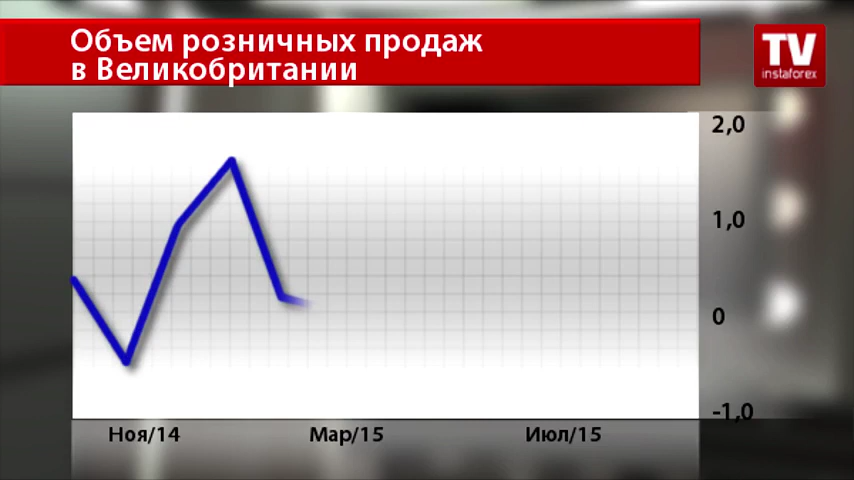 Объем розничных продаж
в Великобритании
TV
instaforex
2,0
1,0
0
-1,0
Ноя/14
Мар/15
Июл/15